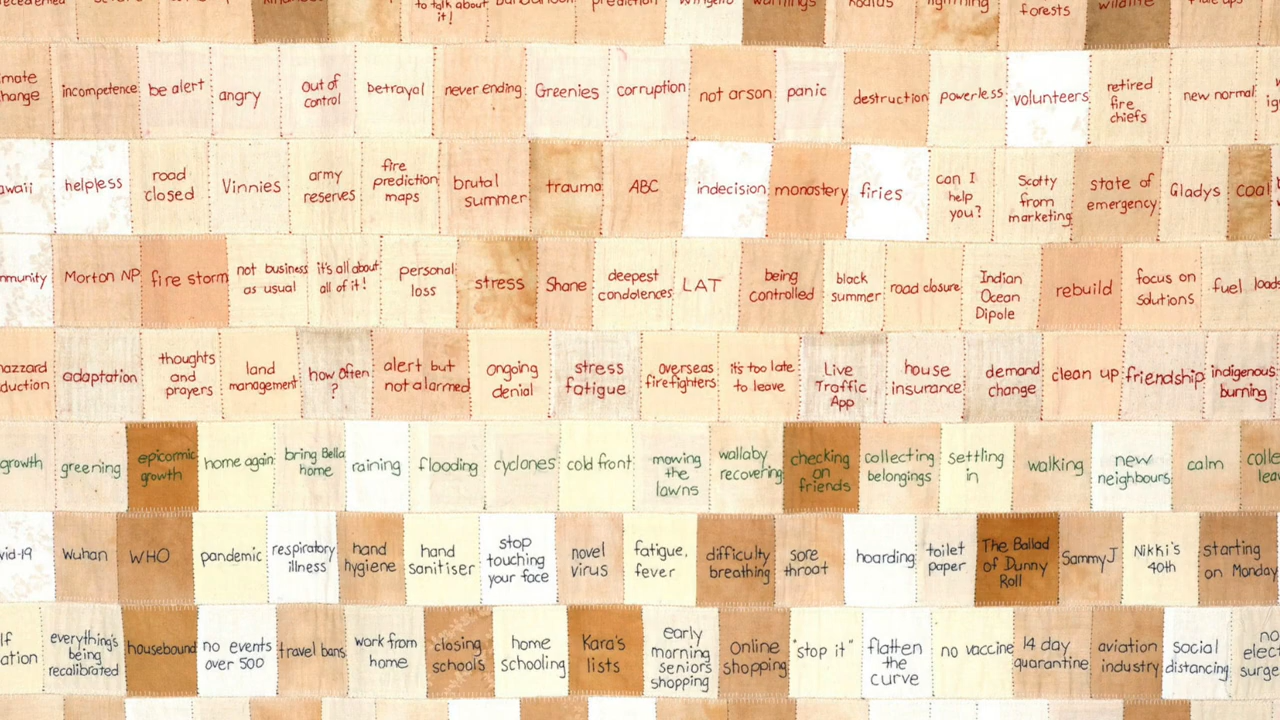 to talk about
it!
prediction
warnings
forests
wildlife
incompetence be alert angry out of control betrayal never ending Greenies corruption not arson panic destruction powerless volunteers retired fire chiefs new normal
helpless road closed Vinnies army reserves fire prediction maps brutal summer trauma ABC indecision monastery firies can I help you? Scotty from marketing state of emergency Gladys coal
Morton NP fire storm not business as usual it's all about all of it! personal loss stress Shane deepest condolences LAT being controlled black summer road closure Indian Ocean Dipole rebuild focus on solutions fuel loads
adaptation thoughts and prayers land management how often ? alert but not alarmed ongoing denial stress fatigue overseas firefighters it's too late to leave Live Traffic App house insurance demand change clean up friendship indigenous burning
growth greening epicormic growth home again bring Bella home raining flooding cyclones cold front mowing the lawns wallaby recovering checking on friends collecting belongings settling in walking new neighbours calm
Wuhan WHO pandemic respiratory illness hand hygiene hand sanitiser stop touching your face novel virus fatigue, fever difficulty breathing sore throat hoarding toilet paper The Ballad of Dunny Roll Sammy J Nikki's 40th starting on Monday
everything's being recalibrated housebound no events over 500 travel bans work from home closing schools home schooling Kara's lists early morning seniors shopping online shopping "stop it" flatten the curve no vaccine 14 day quarantine aviation industry social distancing